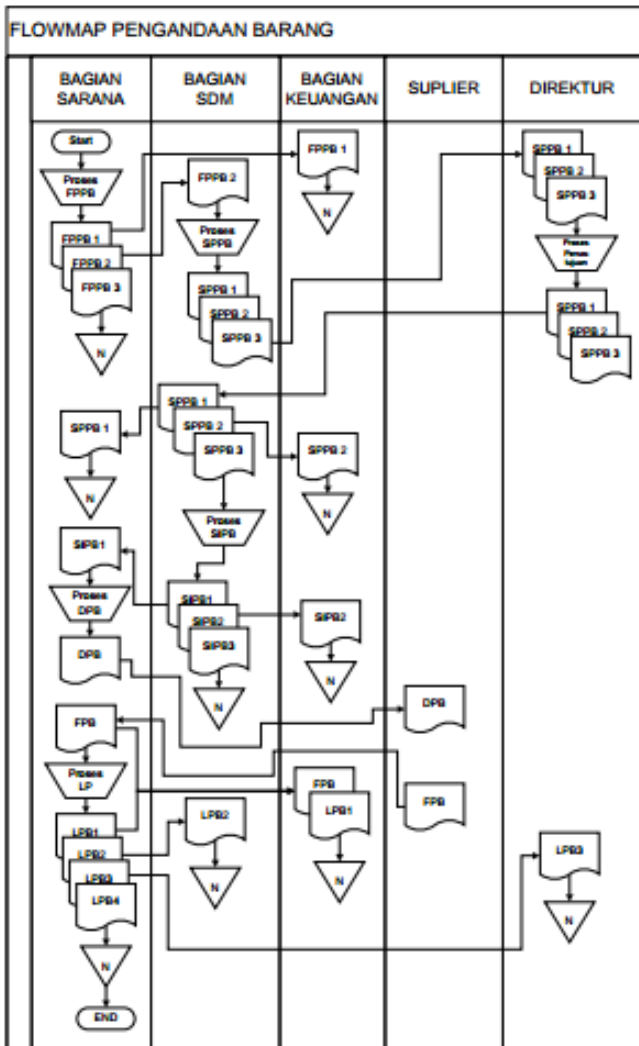 FLOWMAP PENGANDAAN BARANG
BAGIAN SARANA
BAGIAN SDM
BAGIAN KEUANGAN
SUPLIER
DIREKTUR
Start
Proses FPPB
FPPB 1
FPPB 2
FPPB 3
N
FPPB 2
Proses SPPB
SPPB 1
SPPB 2
SPPB 3
FPPB 1
N
SPPB 1
SPPB 2
SPPB 3
Proses
SPPB 1
SPPB 2
SPPB 3
SPPB 1
SPPB 2
SPPB 3
SPPB 1
N
SPPB 2
N
Proses SIPB
SIPB1
SIPB2
SIPB3
N
SIPB1
Proses DPB
DPB
SIPB2
N
DPB
FPB
FPB
Proses LP
LPB1
LPB2
LPB3
LPB4
N
END
LPB2
N
FPB
LPB1
N
LPB3
N